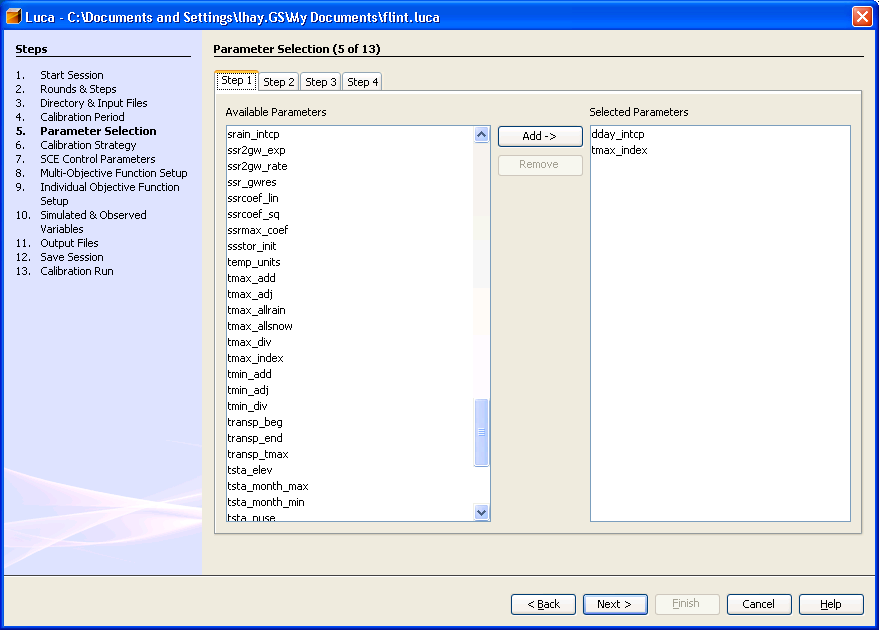 Luca - C:\Documents and Settings\lhay.GS\My Documents\flint.luca
Steps
1. Start Session
2. Rounds & Steps
3. Directory & Input Files
4. Calibration Period
5. Parameter Selection
6. Calibration Strategy
7. SCE Control Parameters
8. Multi-Objective Function Setup
9. Individual Objective Function
Setup
10. Simulated & Observed
Variables
11. Output Files
12. Save Session
13. Calibration Run
Parameter Selection (5 of 13)
Step 1 Step 2 Step 3 Step 4
Available Parameters
srain_intcp
ssr2gw_exp
ssr2gw_rate
ssr_gwres
ssrcoef_lin
ssrcoef_sq
ssrmax_coef
ssstor_init
temp_units
tmax_add
tmax_adj
tmax_allrain
tmax_allsnow
tmax_div
tmax_index
tmin_add
tmin_adj
tmin_div
transp_beg
transp_end
transp_tmax
tsta_elev
tsta_month_max
tsta_month_min
tsta_nuse
Add ->
Remove
Selected Parameters
dday_intcp
tmax_index
< Back Next > Finish Cancel Help